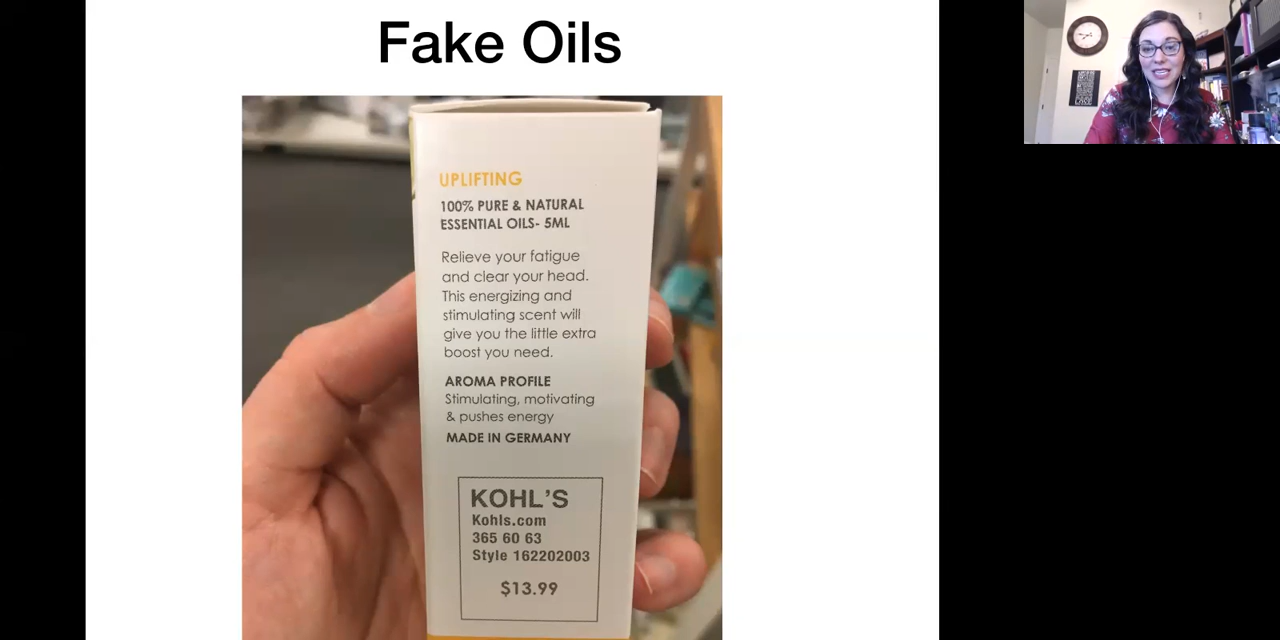 Fake Oils
UPLIFTING
100% PURE & NATURAL
ESSENTIAL OILS- 5ML
Relieve your fatigue
and clear your head.
This energizing and
stimulating scent will
give you the little extra
boost you need.
AROMA PROFILE
Stimulating, motivating
& pushes energy
MADE IN GERMANY
KOHL'S
Kohls.com
365 60 63
Style 162202003
$13.99